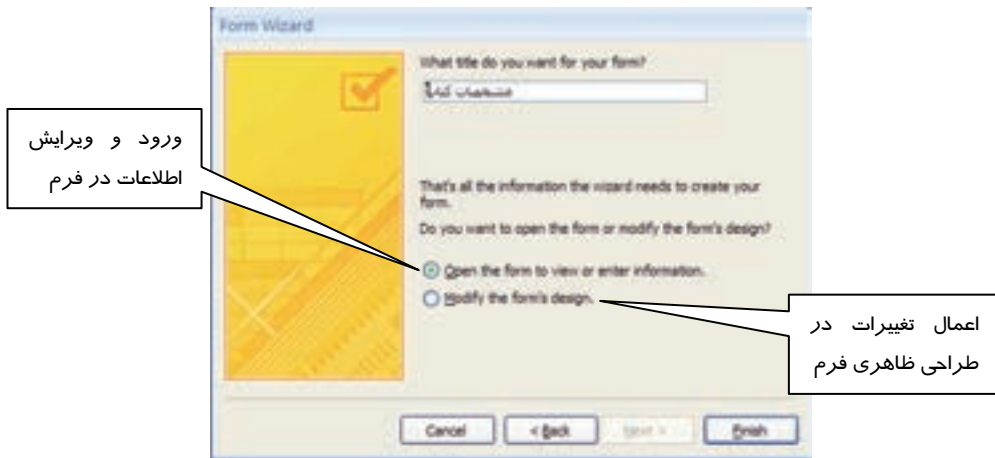 Form Wizard
What title do you want for your form?
مشخصات کتاب
ورود و ویرایش
اطلاعات در فرم
That's all the information the wizard needs to create your
form.
Do you want to open the form or modify the form's design?
Open the form to view or enter information.
Modify the form's design.
اعمال تغییرات در
طراحی ظاهری فرم
Cancel
< Back
Next >
Finish